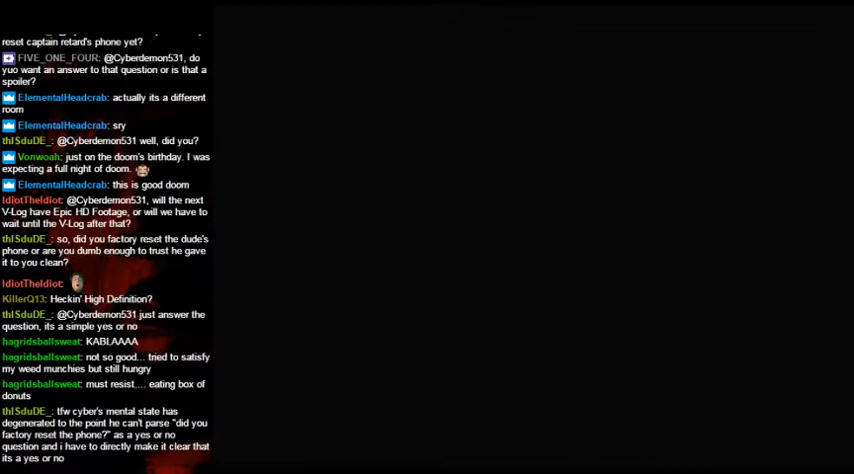 reset captain retard's phone yet?
FIVE_ONE_FOUR: @Cyberdemon531, do
yuo want an answer to that question or is that a
spoiler?
ElementalHeadcrab: actually its a different
room
ElementalHeadcrab: sry
thISduDE_: @Cyberdemon531 well, did you?
Vonwoah: just on the doom's birthday. I was
expecting a full night of doom.
ElementalHeadcrab: this is good doom
IdiotTheIdiot: @Cyberdemon531, will the next
V-Log have Epic HD Footage, or will we have to
wait until the V-Log after that?
thISduDE_: so, did you factory reset the dude's
phone or are you dumb enough to trust he gave
it to you clean?
IdiotTheIdiot:
KillerQ13: Heckin' High Definition?
thISduDE_: @Cyberdemon531 just answer the
question, its a simple yes or no
hagridsballsweat: KABLAAAA
hagridsballsweat: not so good... tried to satisfy
my weed munchies but still hungry
hagridsballsweat: must resist.... eating box of
donuts
thISduDE_: tfw cyber's mental state has
degenerated to the point he can't parse "did you
factory reset the phone?" as a yes or no
question and i have to directly make it clear that
its a yes or no